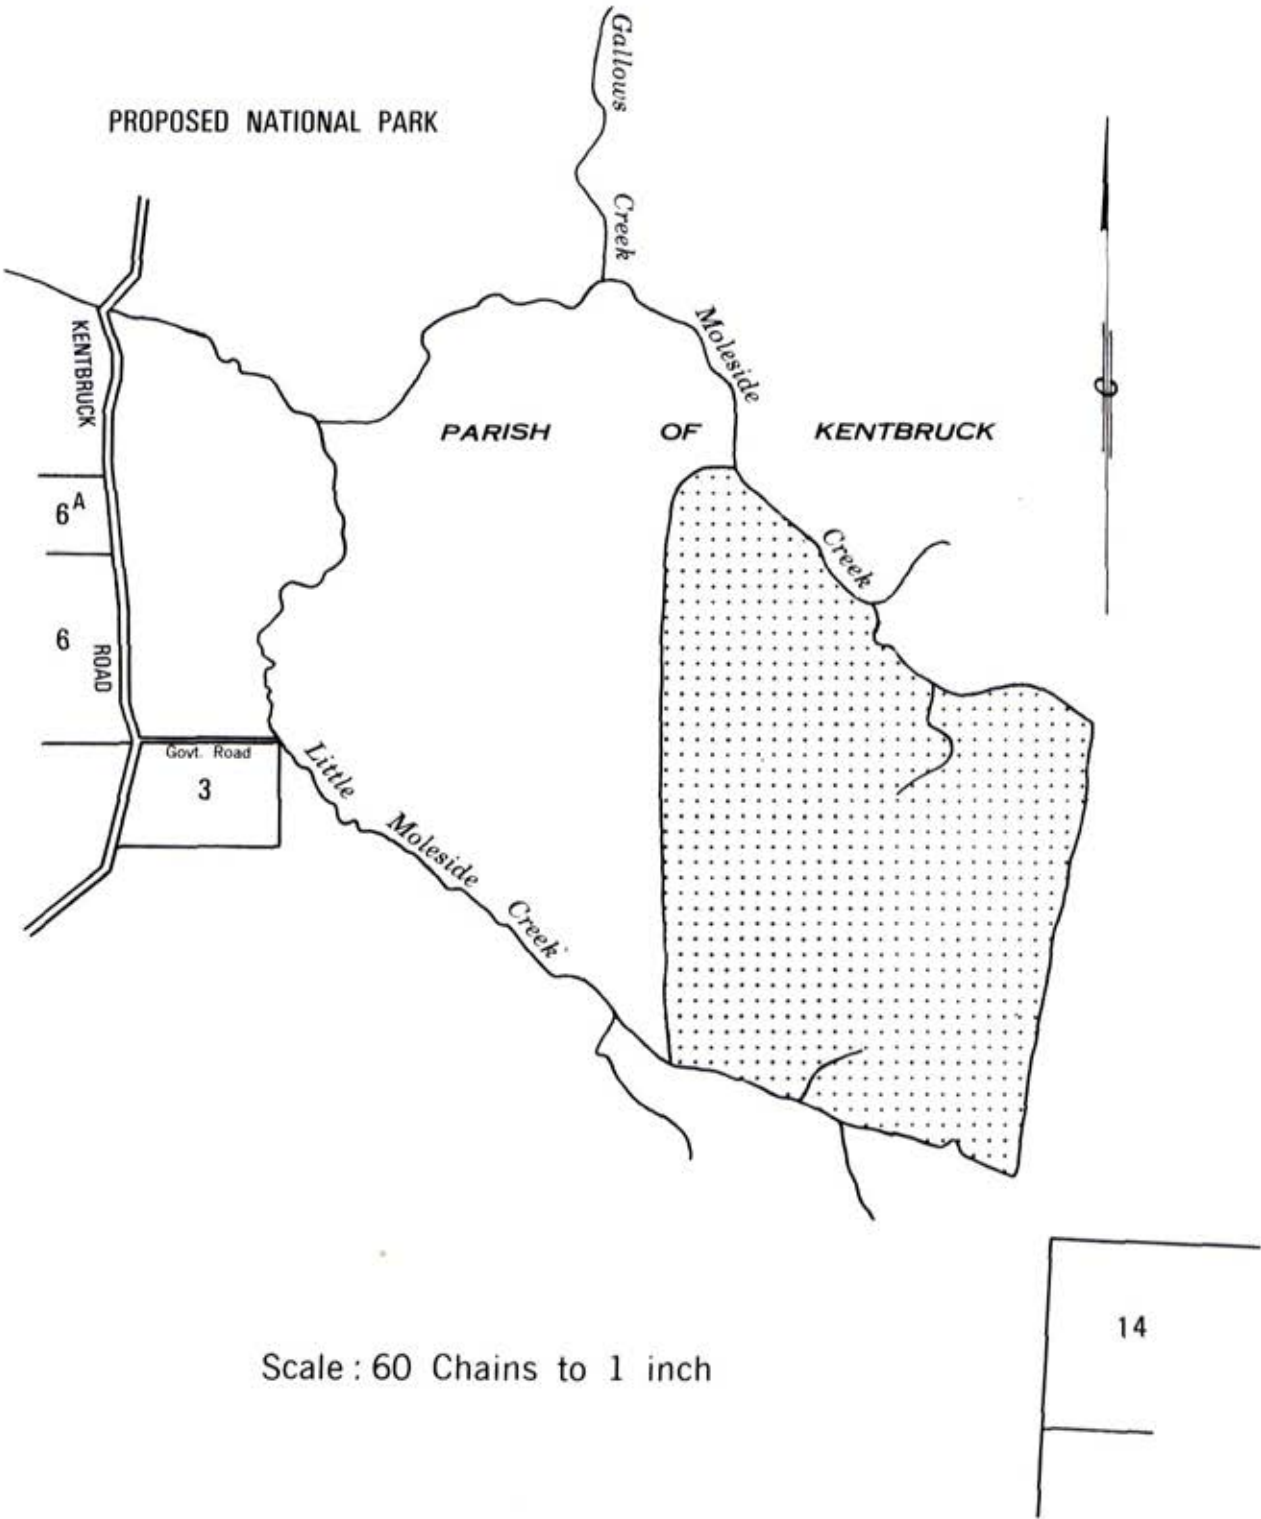 Gallows
Creek
PROPOSED NATIONAL PARK
Moleside
Creek
KENTBRUCK
ROAD
PARISH OF KENTBRUCK
6A
6
Govt. Road
3
Little
Moleside
Creek
14
Scale : 60 Chains to 1 inch